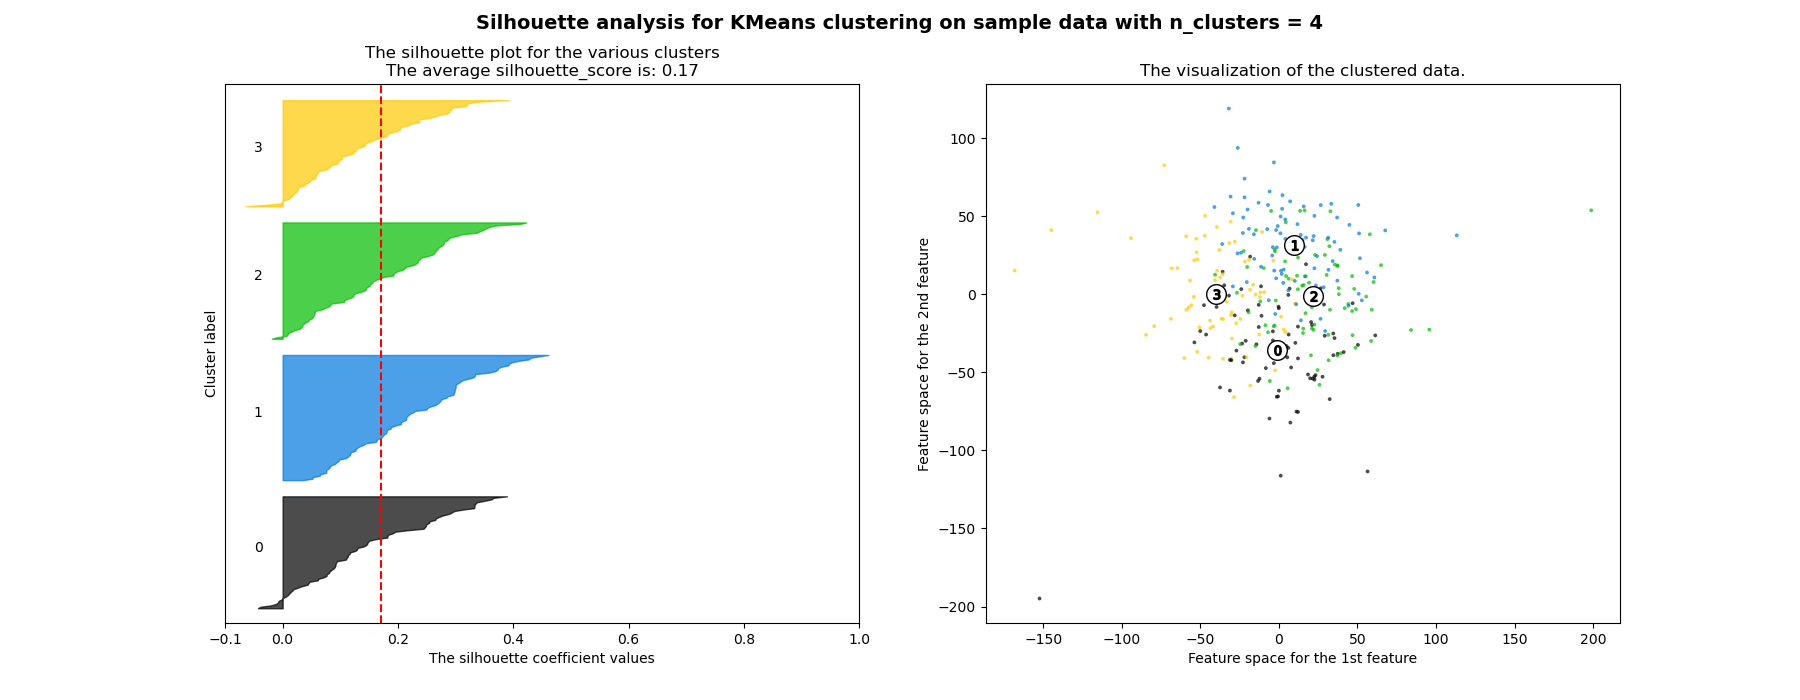 Silhouette analysis for KMeans clustering on sample data with n_clusters = 4
The silhouette plot for the various clusters
The average silhouette_score is: 0.17
Cluster label
3
2
1
0
−0.1 0.0 0.2 0.4 0.6 0.8 1.0
The silhouette coefficient values
The visualization of the clustered data.
Feature space for the 2nd feature
100
50
0
−50
−100
−150
−200
1
3
2
0
−150 −100 −50 0 50 100 150 200
Feature space for the 1st feature